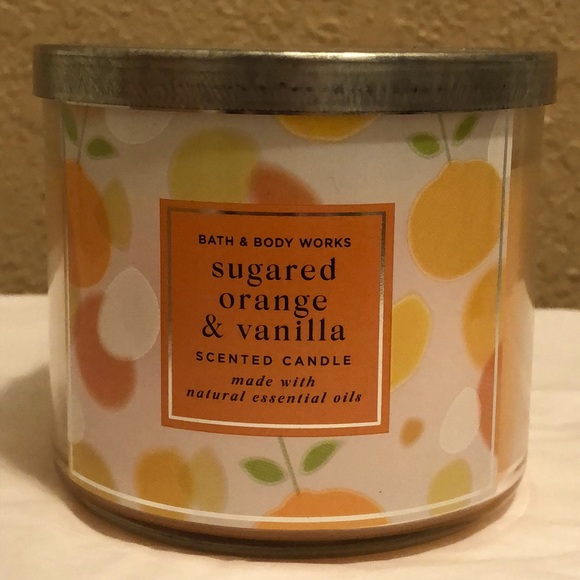 BATH & BODY WORKS
sugared
orange
& vanilla
SCENTED CANDLE
made with
natural essential oils